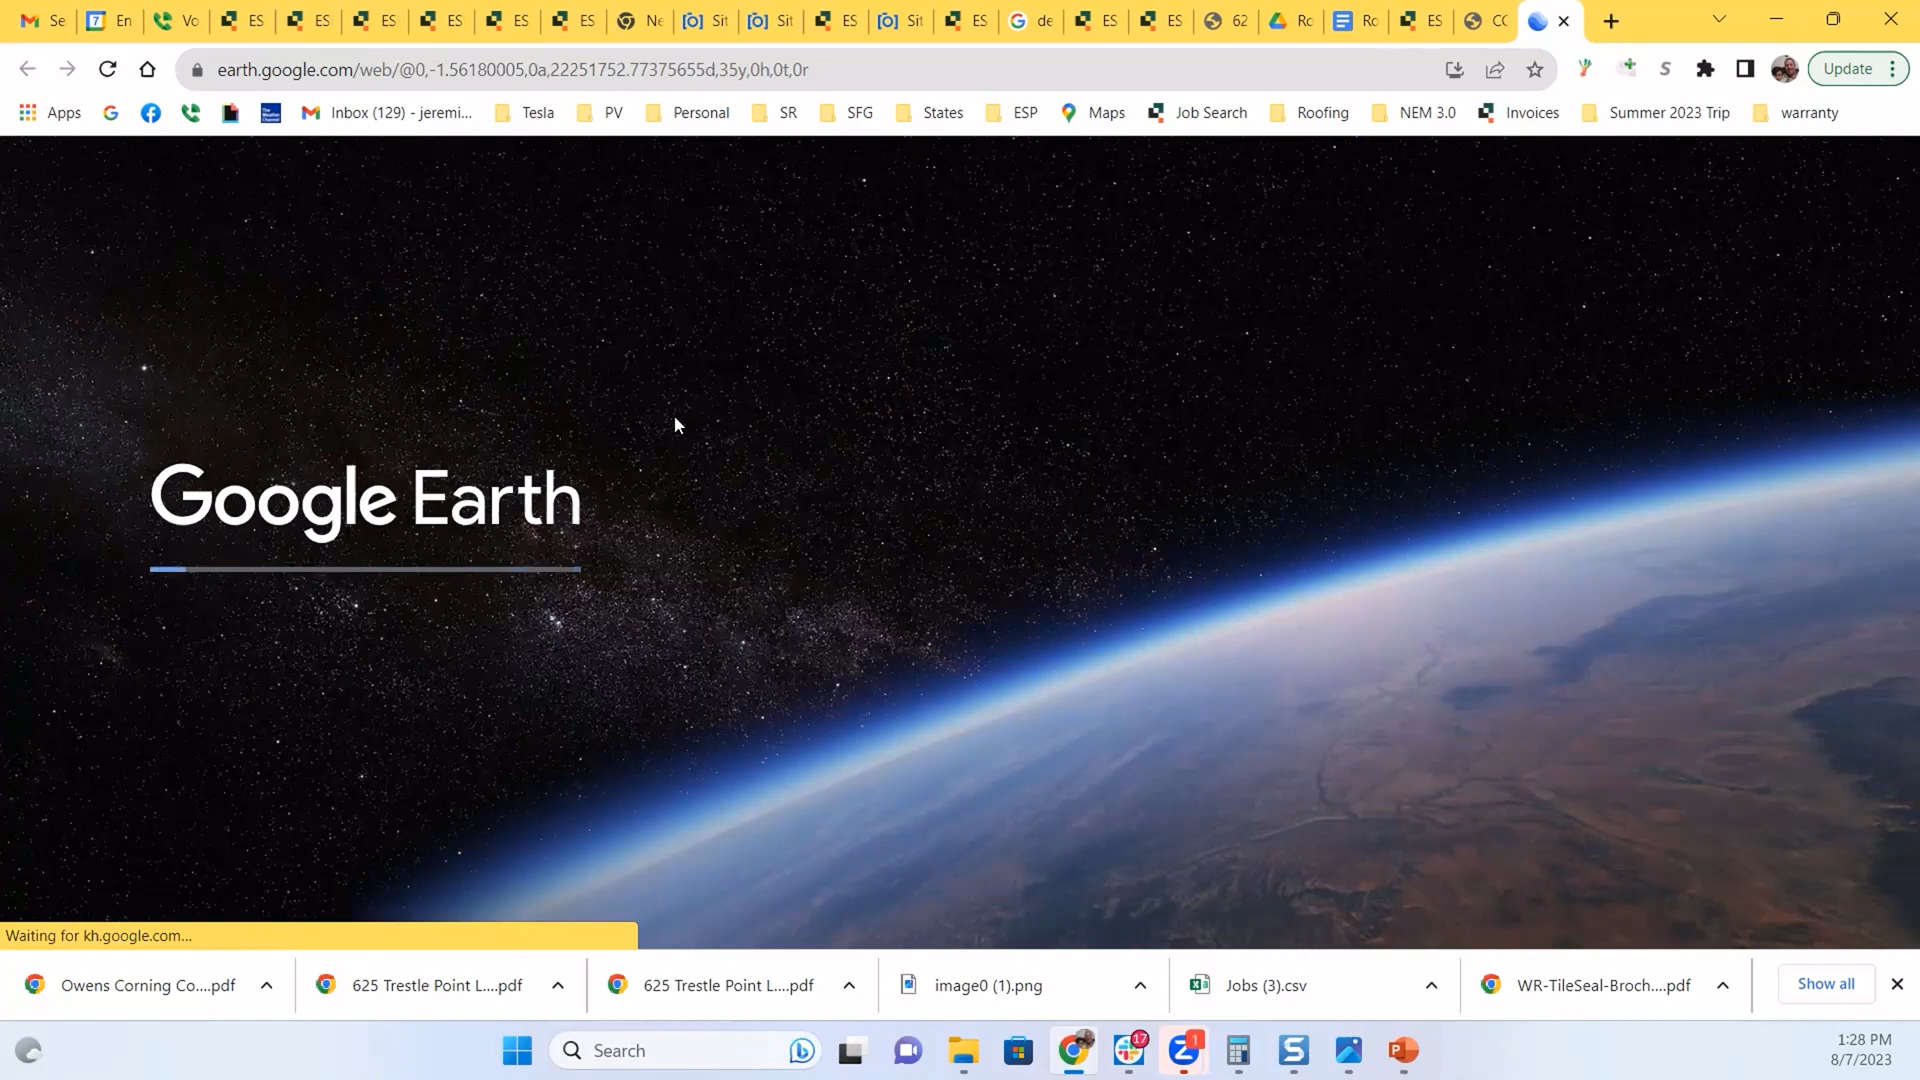 Se En Vo ES ES ES ES ES ES Ne Sit Sit ES Sit ES de ES ES 62 Ro Ro ES CC
earth.google.com/web/@0,-1.56180005,0a,22251752.77375655d,35y,0h,0t,0r
Update
Apps Inbox (129) - jeremi... Tesla PV Personal SR SFG States ESP Maps Job Search Roofing NEM 3.0 Invoices Summer 2023 Trip warranty
Google Earth
Waiting for kh.google.com...
Owens Corning Co....pdf 625 Trestle Point L....pdf 625 Trestle Point L....pdf image0 (1).png Jobs (3).csv WR-TileSeal-Broch....pdf Show all
Search 17 1
1:28 PM
8/7/2023